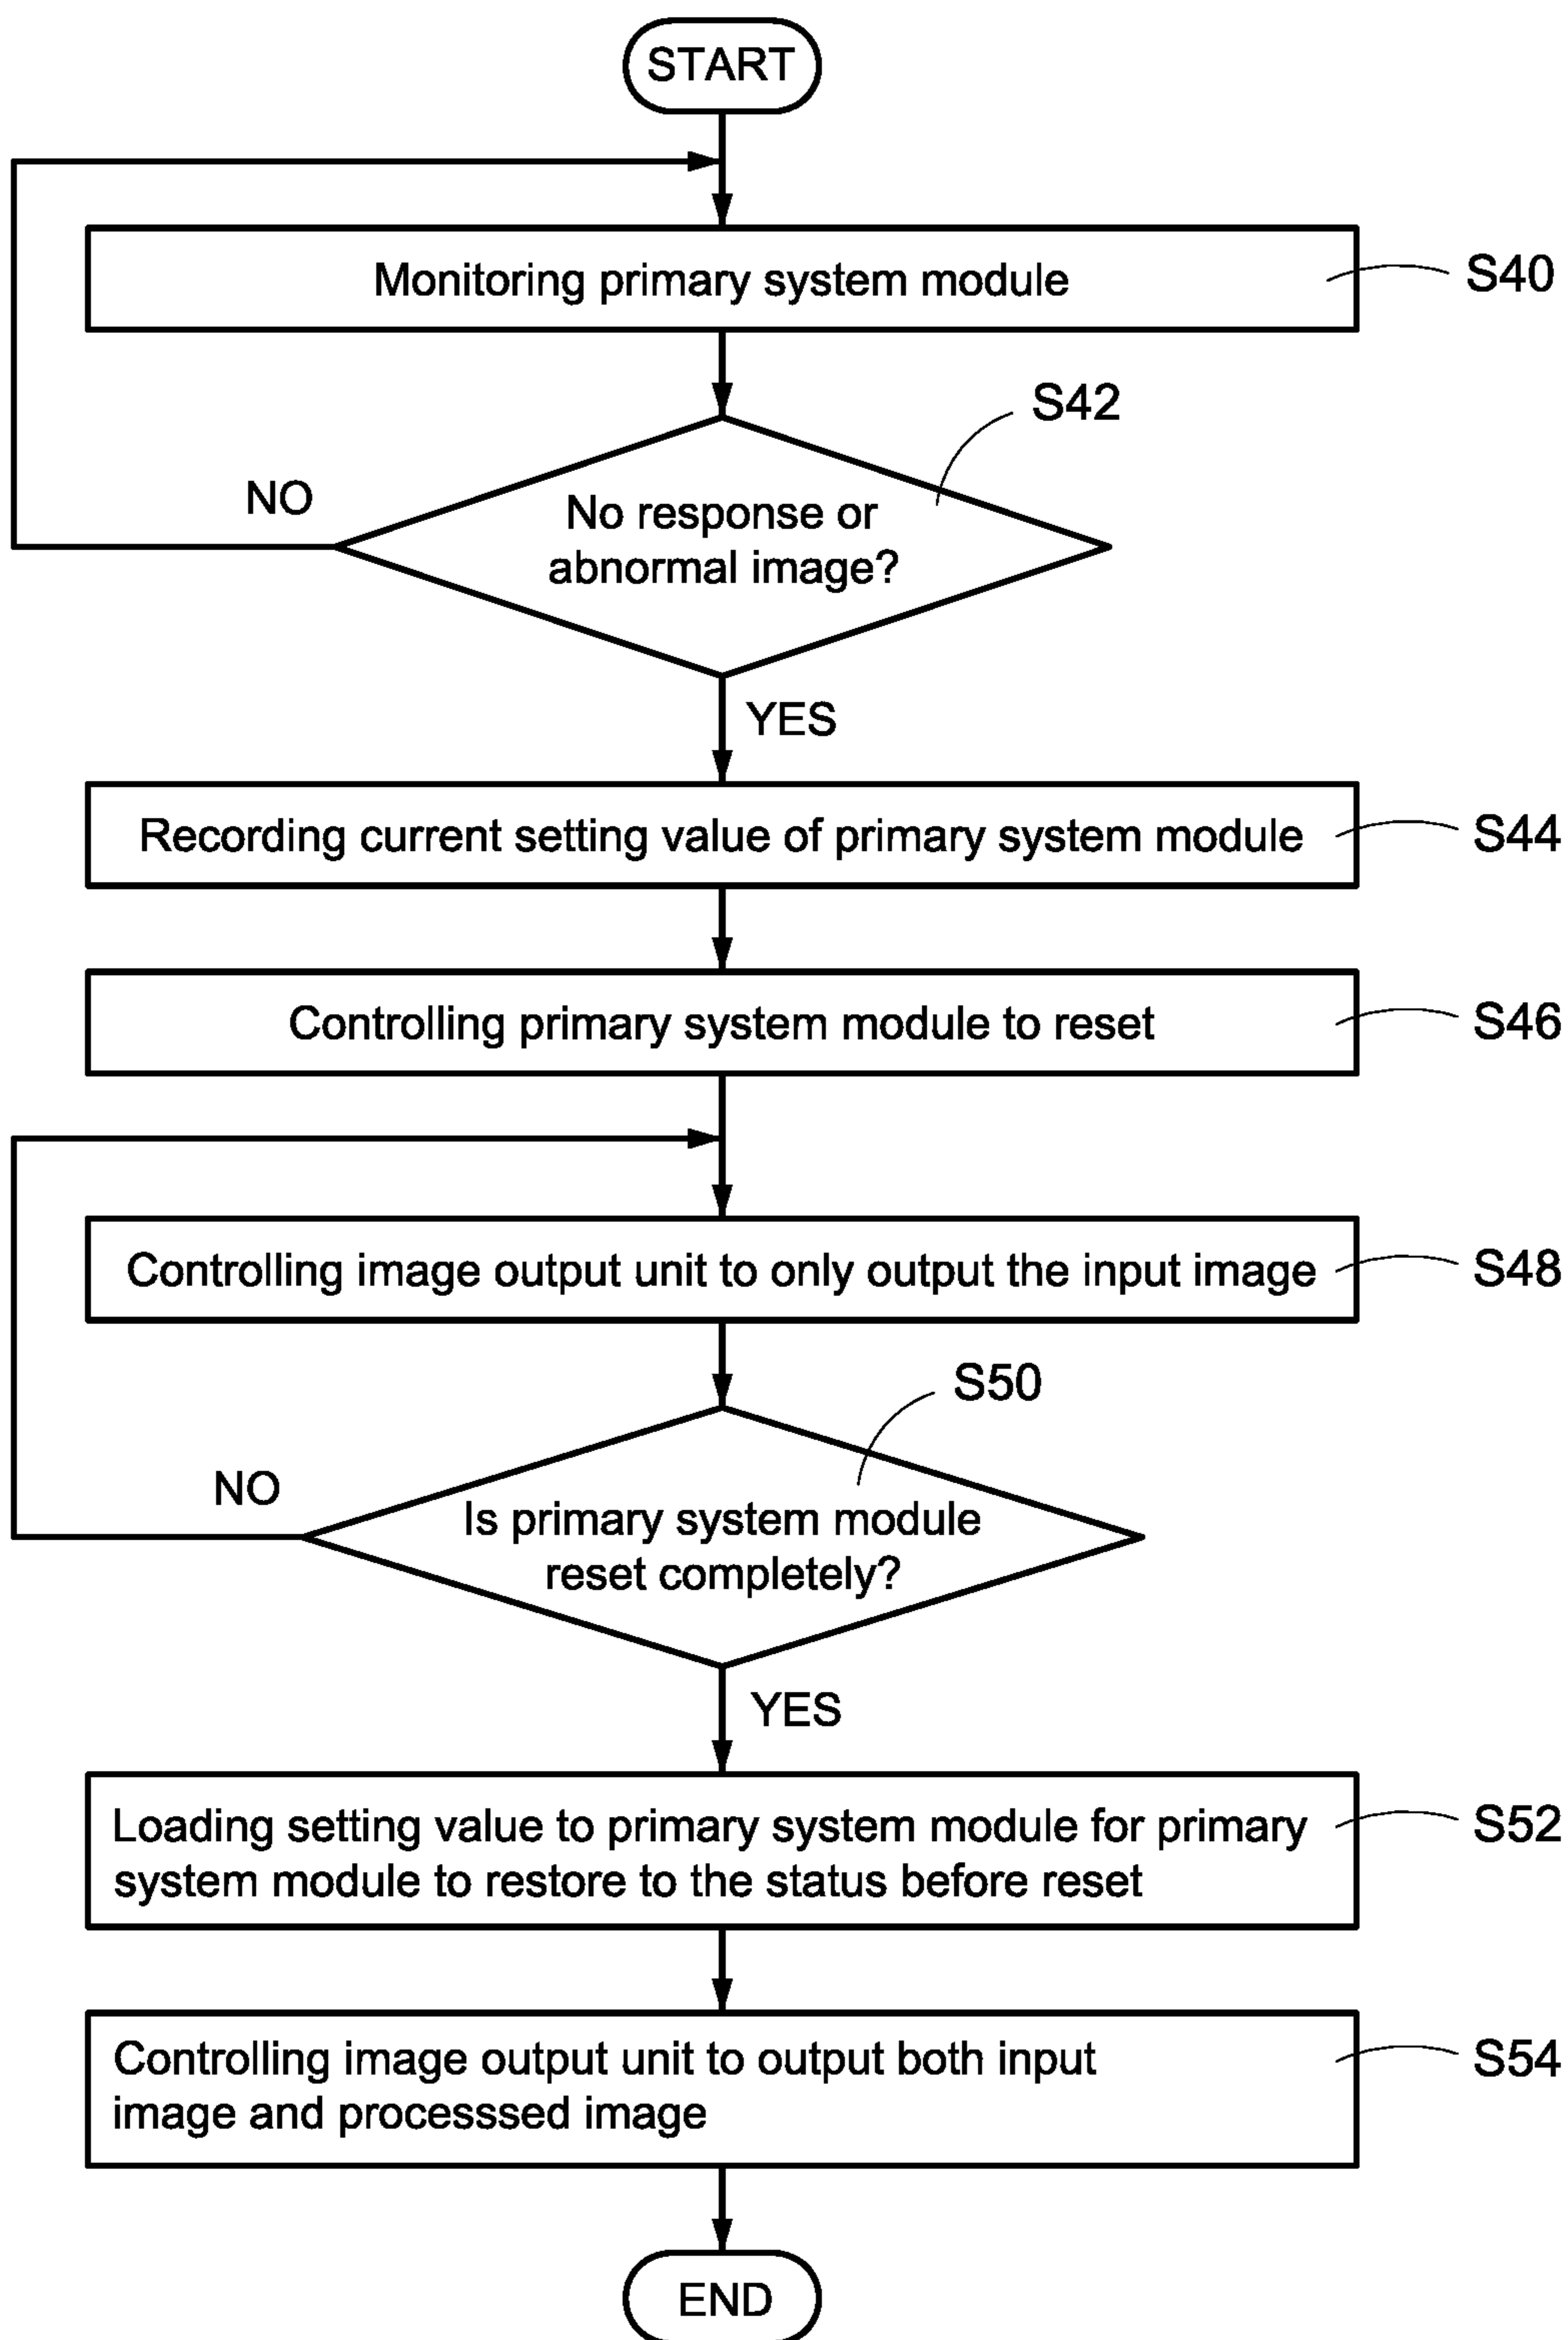 START
Monitoring primary system module
S40
S42
NO
No response or
abnormal image?
YES
Recording current setting value of primary system module
S44
Controlling primary system module to reset
S46
Controlling image output unit to only output the input image
S48
S50
NO
Is primary system module
reset completely?
YES
Loading setting value to primary system module for primary
system module to restore to the status before reset
S52
Controlling image output unit to output both input
image and processsed image
S54
END